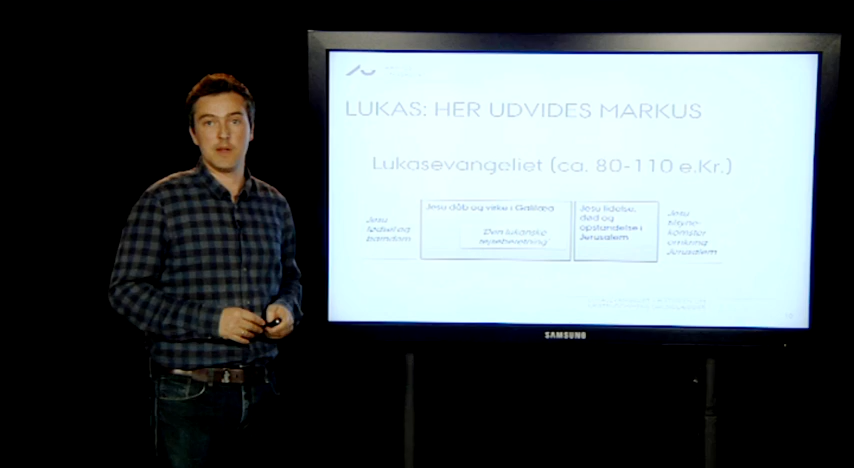 LUKAS: HER UDVIDES MARKUS
Lukasevangeliet (ca. 80-110 e.Kr.)
Jesu
fødsel og
barndom
Jesu dåb og virke i Galilæa
'Den lukanske
rejseberetning'
Jesu lidelse,
død og
opstandelse i
Jerusalem
Jesu
tilsyne-
komster
omkring
Jerusalem
SAMSUNG